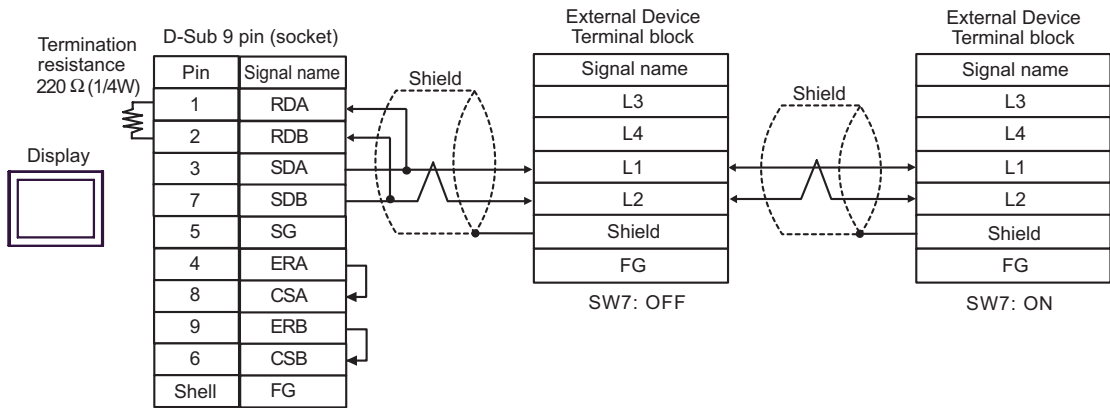 Termination
resistance
220 Ω (1/4W)
Display
D-Sub 9 pin (socket)
Pin Signal name
1 RDA
2 RDB
3 SDA
7 SDB
5 SG
4 ERA
8 CSA
9 ERB
6 CSB
Shell FG
Shield
External Device
Terminal block
Signal name
L3
L4
L1
L2
Shield
FG
SW7: OFF
Shield
External Device
Terminal block
Signal name
L3
L4
L1
L2
Shield
FG
SW7: ON